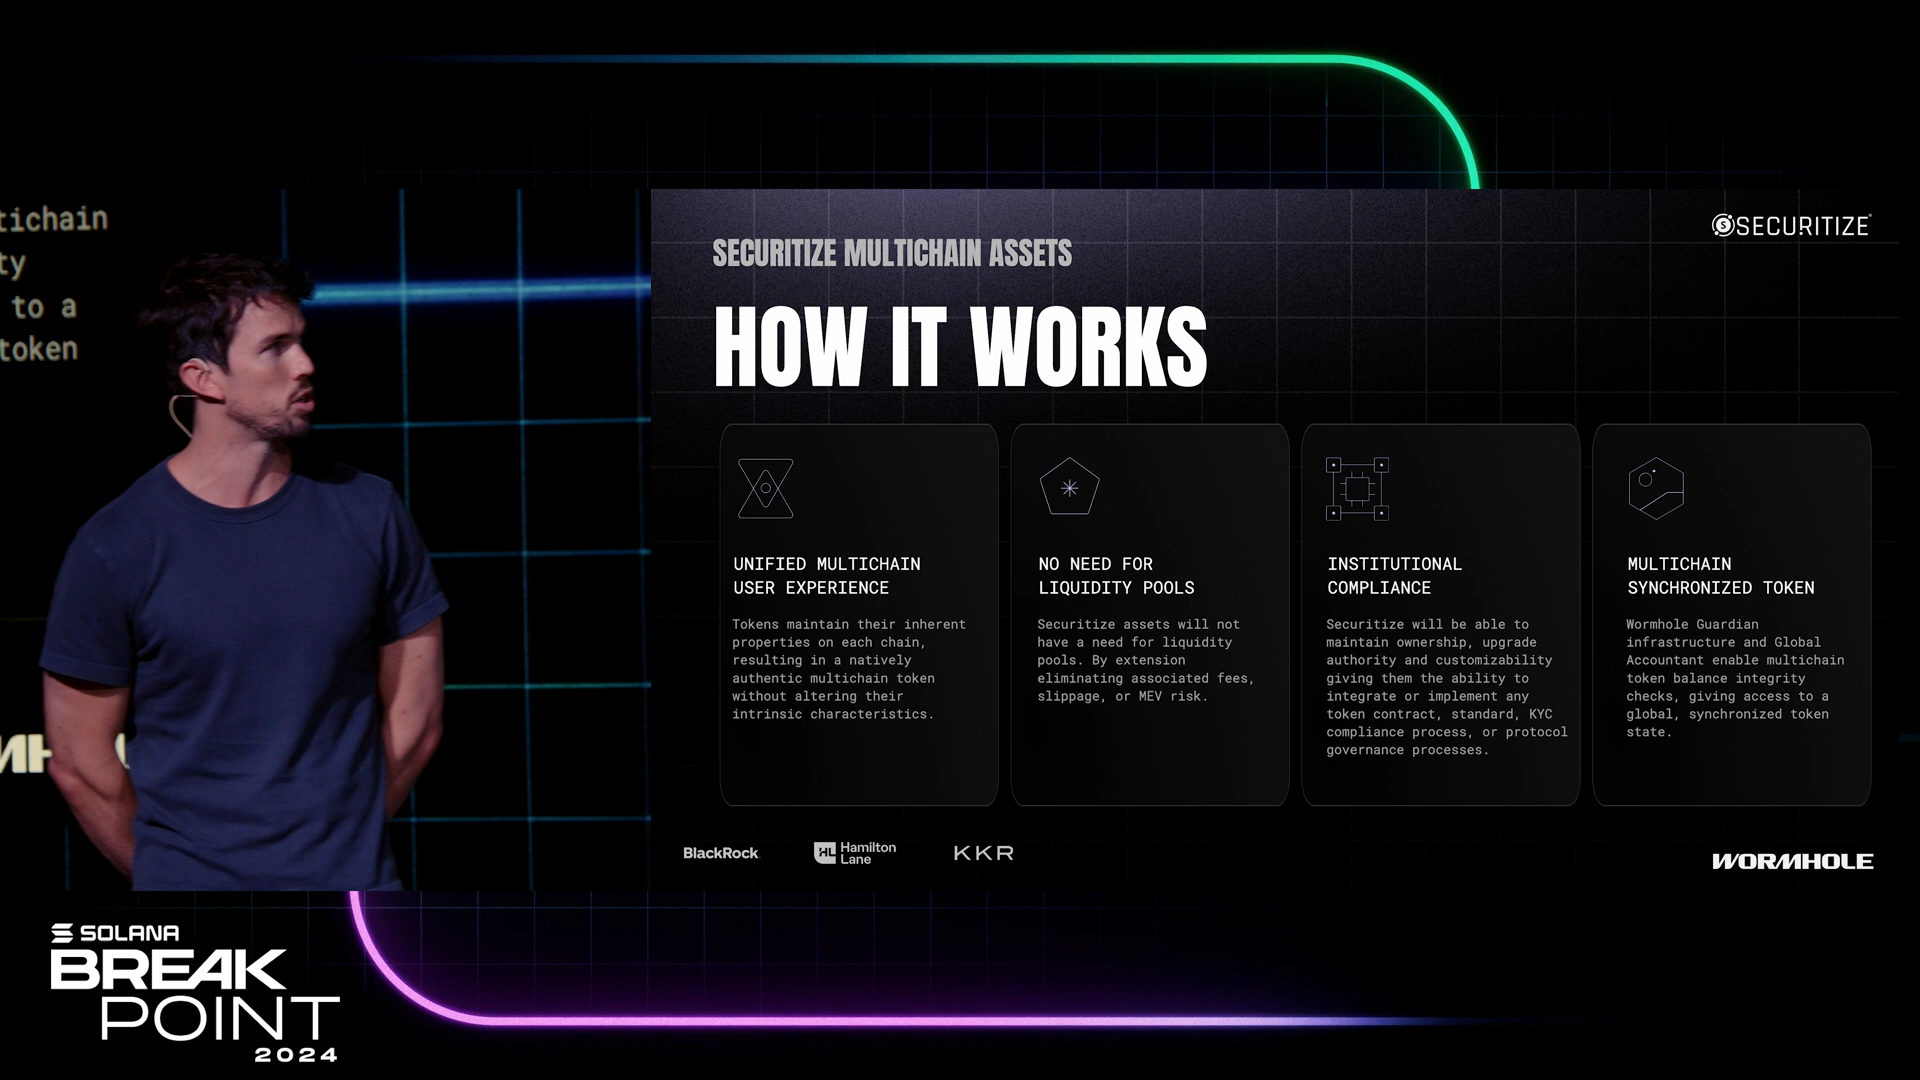 tichain
ty
to a
token
SECURITIZE
SECURITIZE MULTICHAIN ASSETS
HOW IT WORKS
UNIFIED MULTICHAIN
USER EXPERIENCE
Tokens maintain their inherent
properties on each chain,
resulting in a natively
authentic multichain token
without altering their
intrinsic characteristics.
NO NEED FOR
LIQUIDITY POOLS
Securitize assets will not
have a need for liquidity
pools. By extension
eliminating associated fees,
slippage, or MEV risk.
INSTITUTIONAL
COMPLIANCE
Securitize will be able to
maintain ownership, upgrade
authority and customizability
giving them the ability to
integrate or implement any
token contract, standard, KYC
compliance process, or protocol
governance processes.
MULTICHAIN
SYNCHRONIZED TOKEN
Wormhole Guardian
infrastructure and Global
Accountant enable multichain
token balance integrity
checks, giving access to a
global, synchronized token
state.
BlackRock
HL Hamilton
Lane
KKR
WORMHOLE
SOLANA
BREAK
POINT
2024